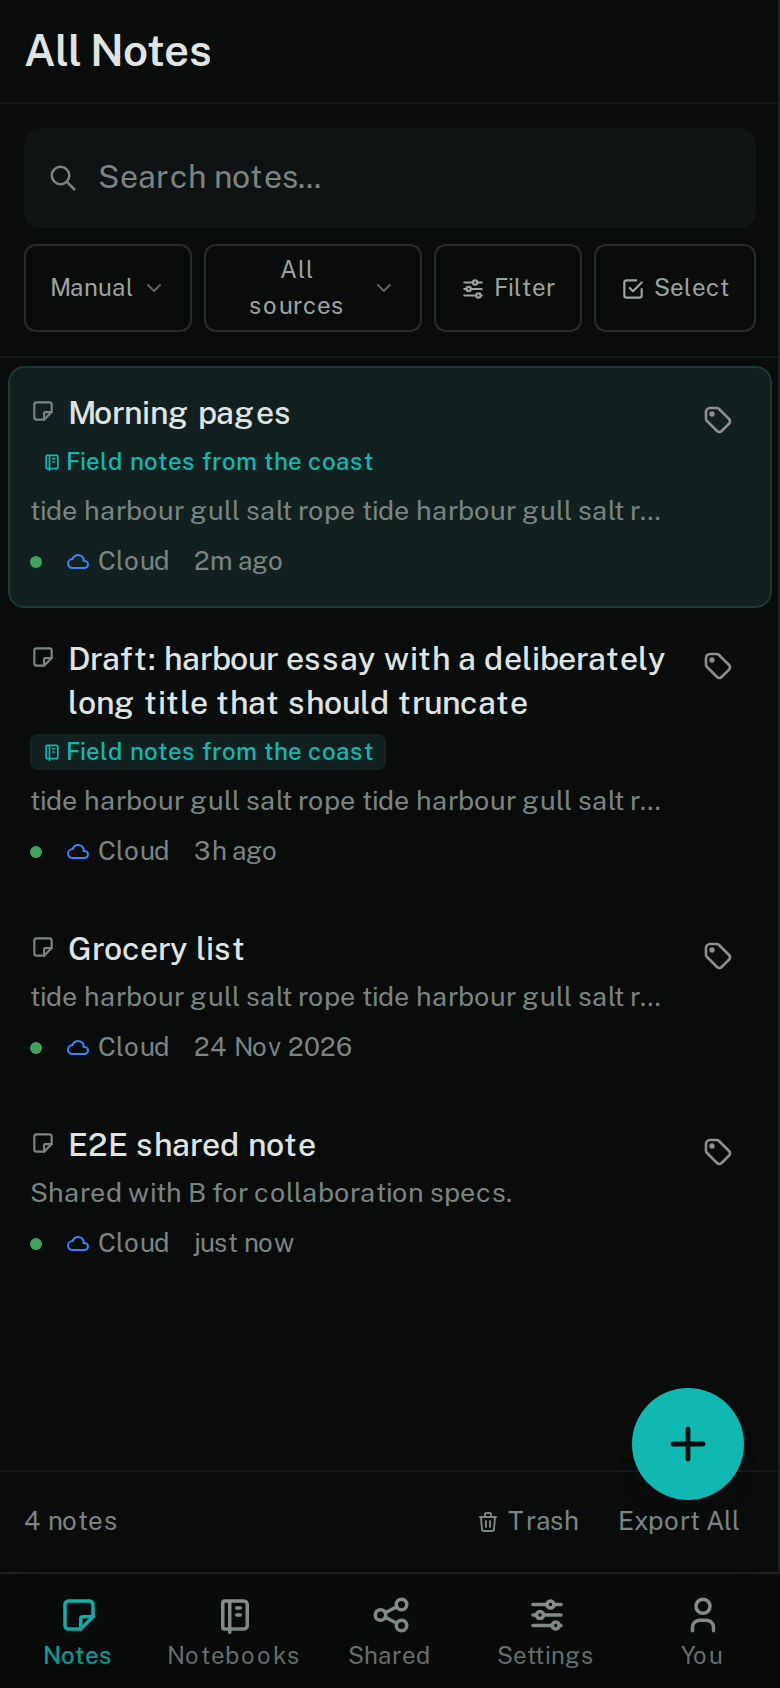 All Notes
Search notes...
Manual
All
sources
Filter
Select
Morning pages
Field notes from the coast
tide harbour gull salt rope tide harbour gull salt r...
Cloud 2m ago
Draft: harbour essay with a deliberately
long title that should truncate
Field notes from the coast
tide harbour gull salt rope tide harbour gull salt r...
Cloud 3h ago
Grocery list
tide harbour gull salt rope tide harbour gull salt r...
Cloud 24 Nov 2026
E2E shared note
Shared with B for collaboration specs.
Cloud just now
4 notes
Trash
Export All
Notes
Notebooks
Shared
Settings
You